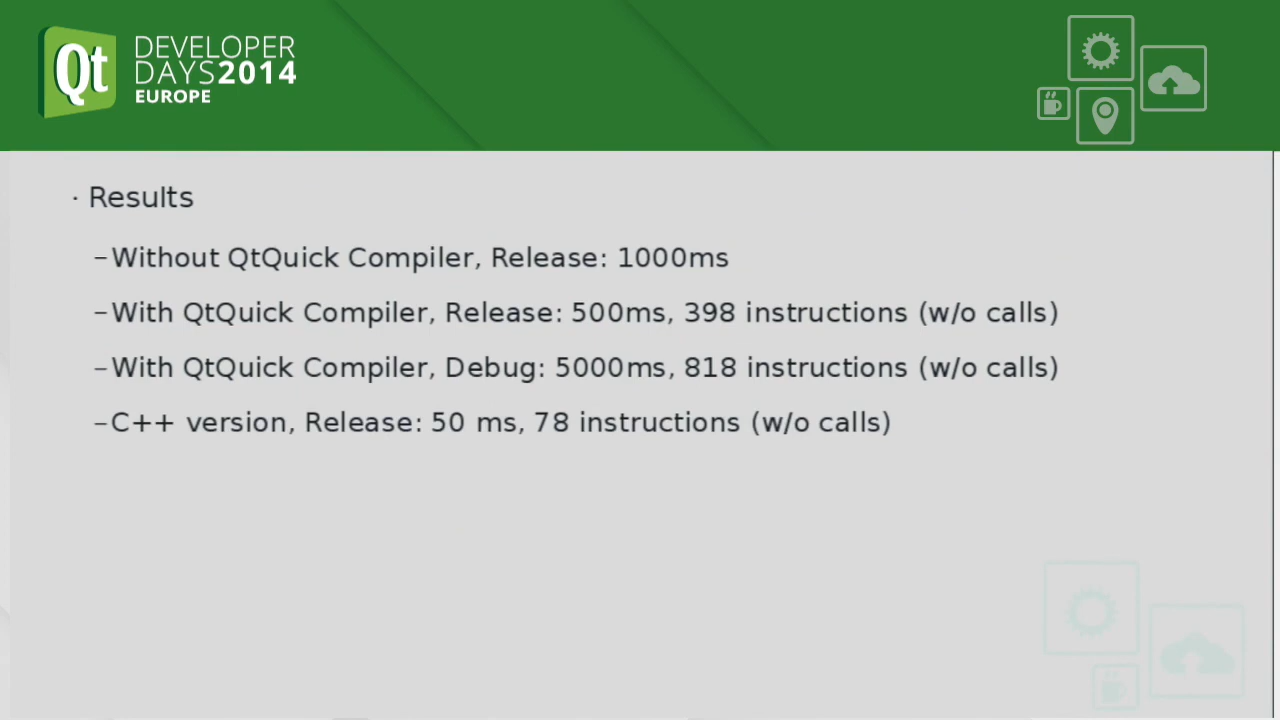 Qt DEVELOPER
DAYS2014
EUROPE
· Results
–Without QtQuick Compiler, Release: 1000ms
–With QtQuick Compiler, Release: 500ms, 398 instructions (w/o calls)
–With QtQuick Compiler, Debug: 5000ms, 818 instructions (w/o calls)
–C++ version, Release: 50 ms, 78 instructions (w/o calls)